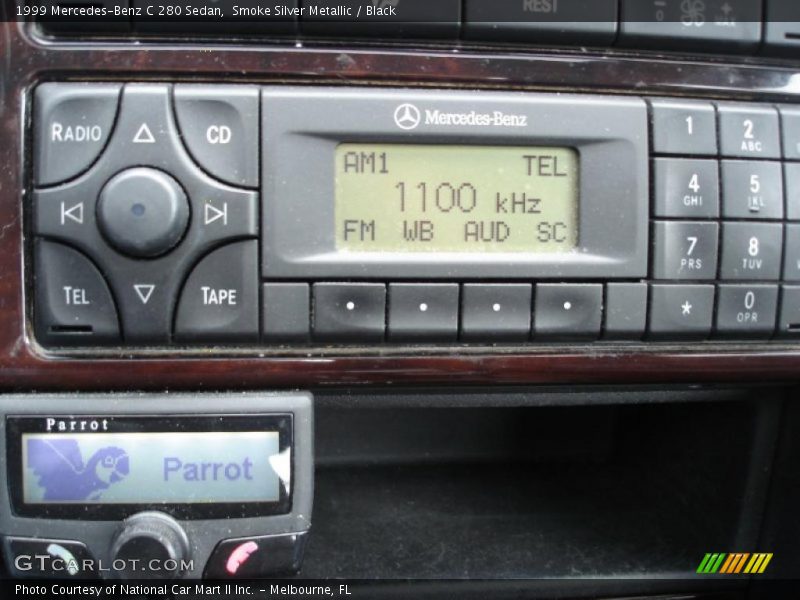 1999 Mercedes-Benz C 280 Sedan,  Smoke Silver Metallic / Black
REST
Mercedes-Benz
RADIO CD
AM1 TEL
1100 kHz
FM WB AUD SC
TEL TAPE
1 2 ABC
4 GHI 5 JKL
7 PRS 8 TUV
* 0 OPR
Parrot
Parrot
GTCARLOT.COM
Photo Courtesy of National Car Mart II Inc. - Melbourne, FL